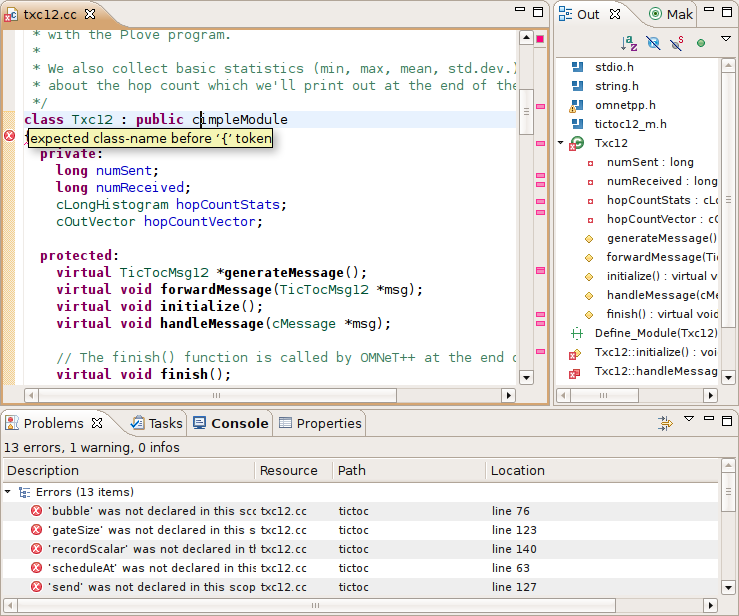 txc12.cc
* with the Plove program.
*
* We also collect basic statistics (min, max, mean, std.dev.)
* about the hop count which we'll print out at the end of the
*/
class Txc12 : public cimpleModule
expected class-name before ‘{’ token
private:
long numSent;
long numReceived;
cLongHistogram hopCountStats;
cOutVector hopCountVector;
protected:
virtual TicTocMsg12 *generateMessage();
virtual void forwardMessage(TicTocMsg12 *msg);
virtual void initialize();
virtual void handleMessage(cMessage *msg);
// The finish() function is called by OMNeT++ at the end o
virtual void finish();
Out Mak
stdio.h
string.h
omnetpp.h
tictoc12_m.h
Txc12
numSent : long
numReceived : long
hopCountStats : cLo
hopCountVector : cO
generateMessage()
forwardMessage(Tic
initialize() : virtual v
handleMessage(cMe
finish() : virtual void
Define_Module(Txc12)
Txc12::initialize() : voi
Txc12::handleMessag
Problems Tasks Console Properties
13 errors, 1 warning, 0 infos
Description Resource Path Location
Errors (13 items)
'bubble' was not declared in this sco txc12.cc tictoc line 76
'gateSize' was not declared in this s txc12.cc tictoc line 123
'recordScalar' was not declared in th txc12.cc tictoc line 140
'scheduleAt' was not declared in this txc12.cc tictoc line 63
'send' was not declared in this scop txc12.cc tictoc line 127